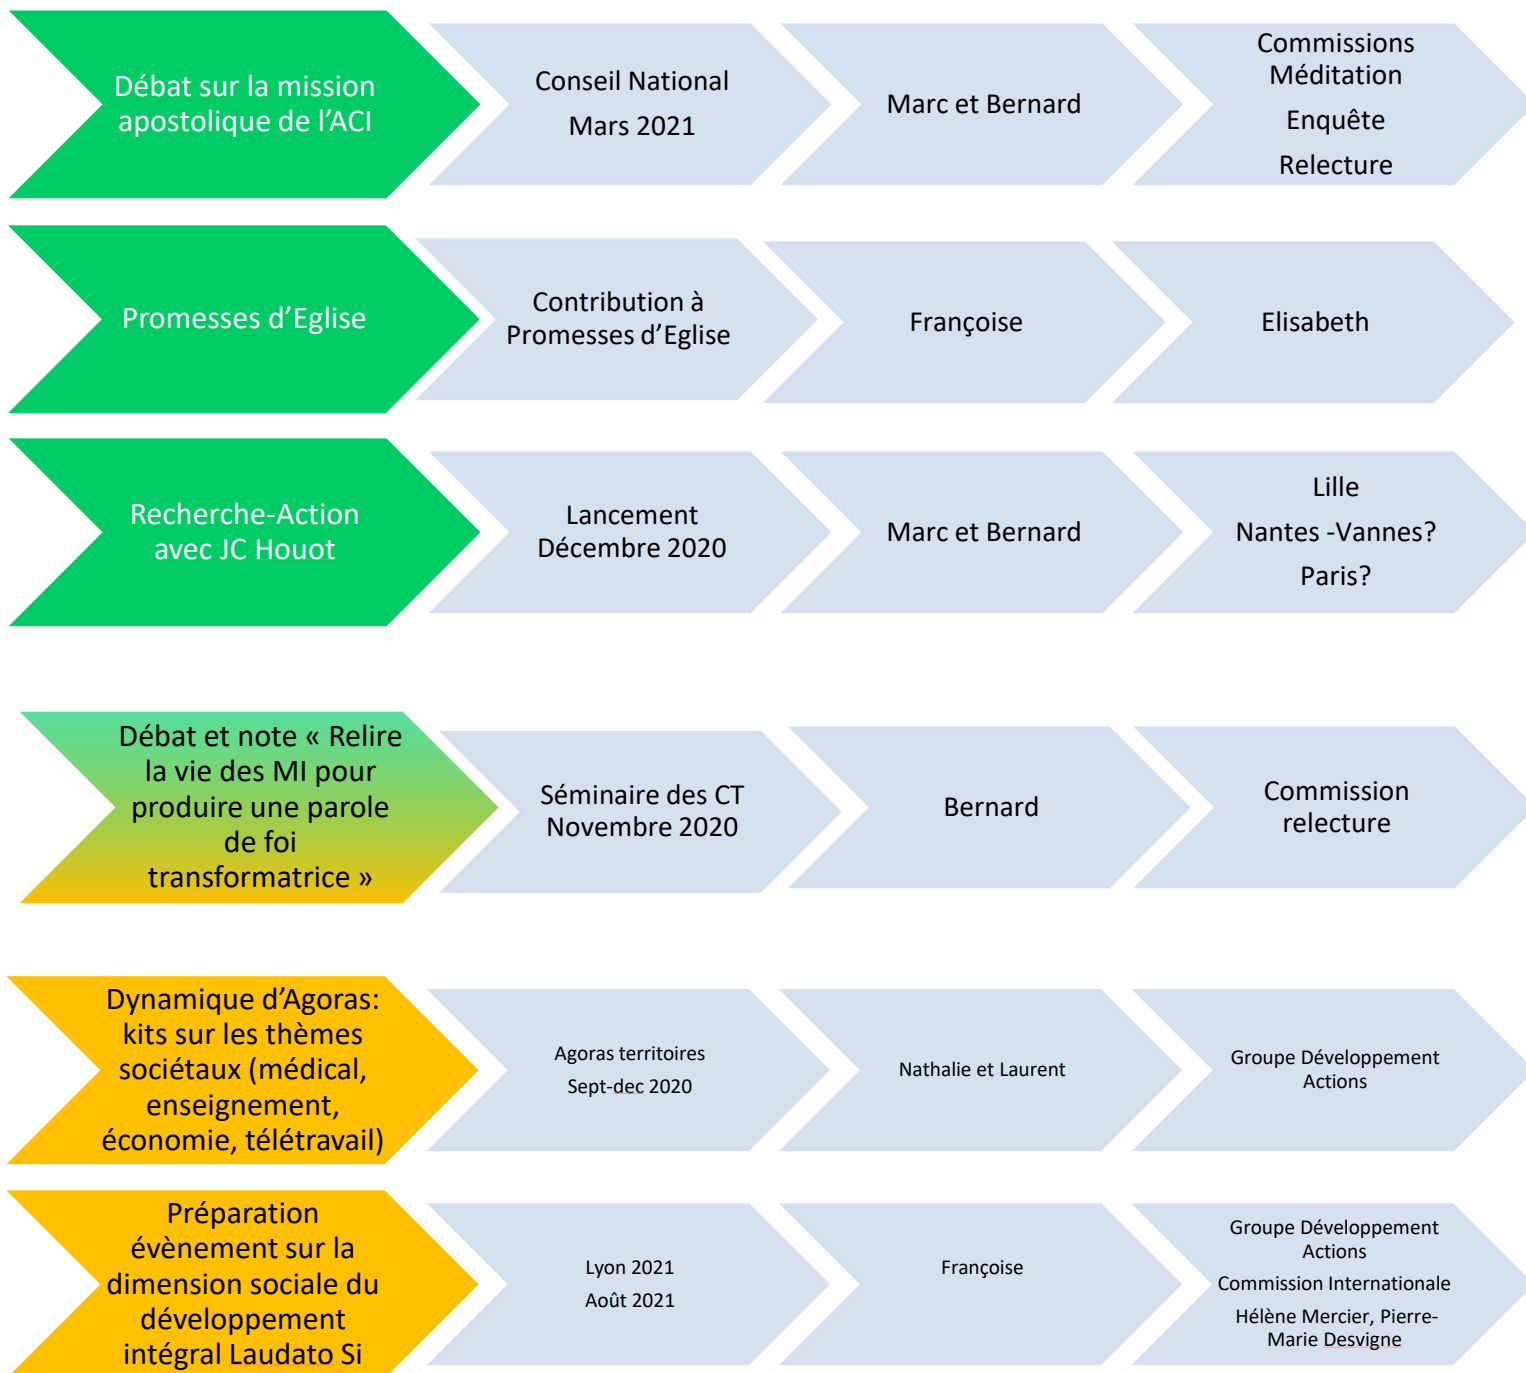 Débat sur la mission
apostolique de l’ACI
Conseil National
Mars 2021
Marc et Bernard
Commissions
Méditation
Enquête
Relecture
Promesses d’Eglise
Contribution à
Promesses d’Eglise
Françoise
Elisabeth
Recherche-Action
avec JC Houot
Lancement
Décembre 2020
Marc et Bernard
Lille
Nantes -Vannes?
Paris?
Débat et note « Relire
la vie des MI pour
produire une parole
de foi
transformatrice »
Séminaire des CT
Novembre 2020
Bernard
Commission
relecture
Dynamique d’Agoras:
kits sur les thèmes
sociétaux (médical,
enseignement,
économie, télétravail)
Agoras territoires
Sept-dec 2020
Nathalie et Laurent
Groupe Développement
Actions
Préparation
évènement sur la
dimension sociale du
développement
intégral Laudato Si
Lyon 2021
Août 2021
Françoise
Groupe Développement
Actions
Commission Internationale
Hélène Mercier, Pierre-
Marie Desvigne